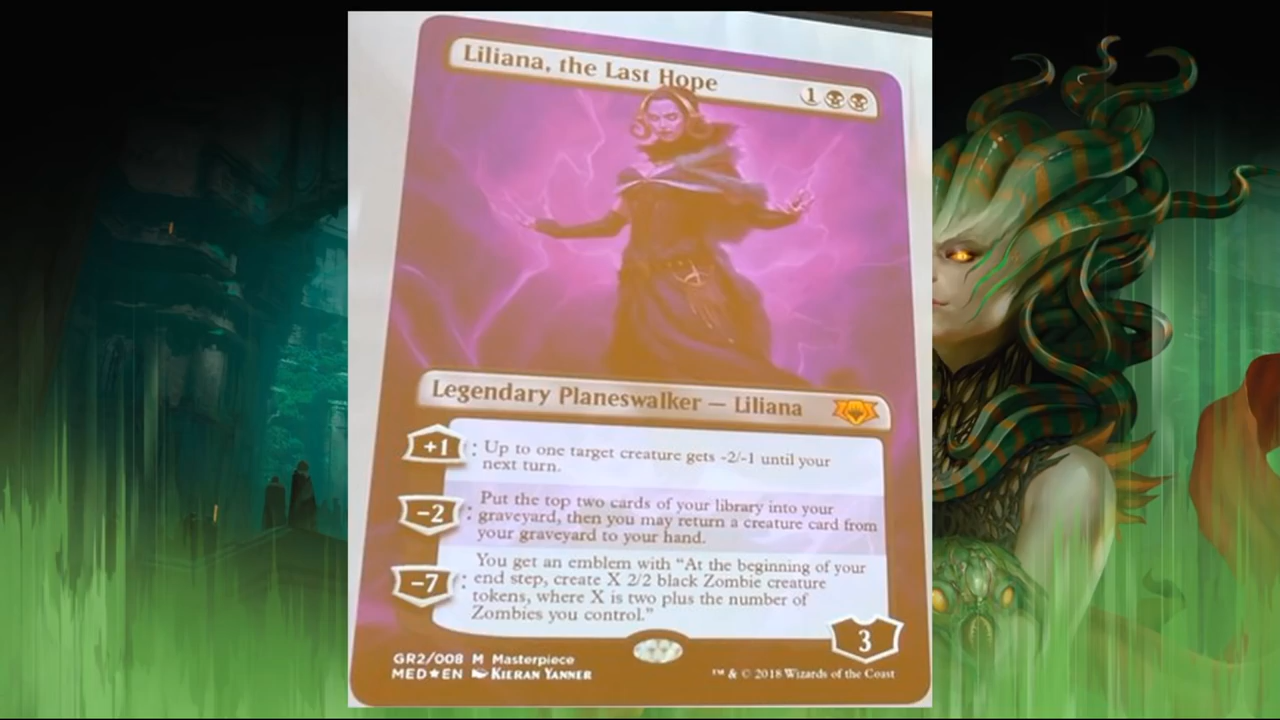 Liliana, the Last Hope
1
Legendary Planeswalker — Liliana
+1 : Up to one target creature gets -2/-1 until your
next turn.
−2 : Put the top two cards of your library into your
graveyard, then you may return a creature card from
your graveyard to your hand.
−7 : You get an emblem with “At the beginning of your
end step, create X 2/2 black Zombie creature
tokens, where X is two plus the number of
Zombies you control.”
3
GR2/008 M Masterpiece
MED★EN KIERAN YANNER
™ & © 2018 Wizards of the Coast